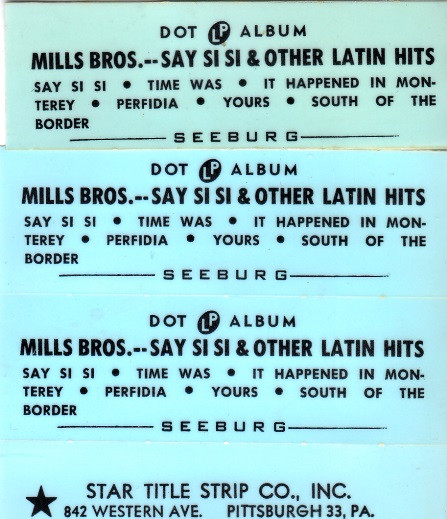 DOT LP ALBUM
MILLS BROS.--SAY SI SI & OTHER LATIN HITS
SAY SI SI • TIME WAS • IT HAPPENED IN MON-
TEREY • PERFIDIA • YOURS • SOUTH OF THE
BORDER
SEEBURG
DOT LP ALBUM
MILLS BROS.--SAY SI SI & OTHER LATIN HITS
SAY SI SI • TIME WAS • IT HAPPENED IN MON-
TEREY • PERFIDIA • YOURS • SOUTH OF THE
BORDER
SEEBURG
DOT LP ALBUM
MILLS BROS.--SAY SI SI & OTHER LATIN HITS
SAY SI SI • TIME WAS • IT HAPPENED IN MON-
TEREY • PERFIDIA • YOURS • SOUTH OF THE
BORDER
SEEBURG
STAR TITLE STRIP CO., INC.
842 WESTERN AVE. PITTSBURGH 33, PA.